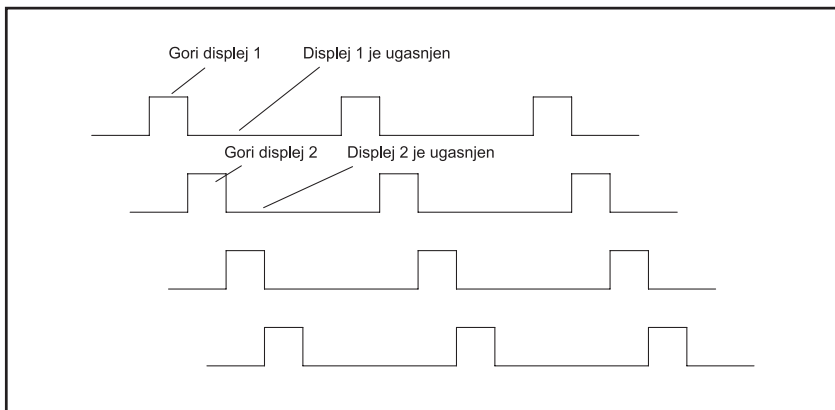 Gori displej 1
Displej 1 je ugasnjen
Gori displej 2
Displej 2 je ugasnjen